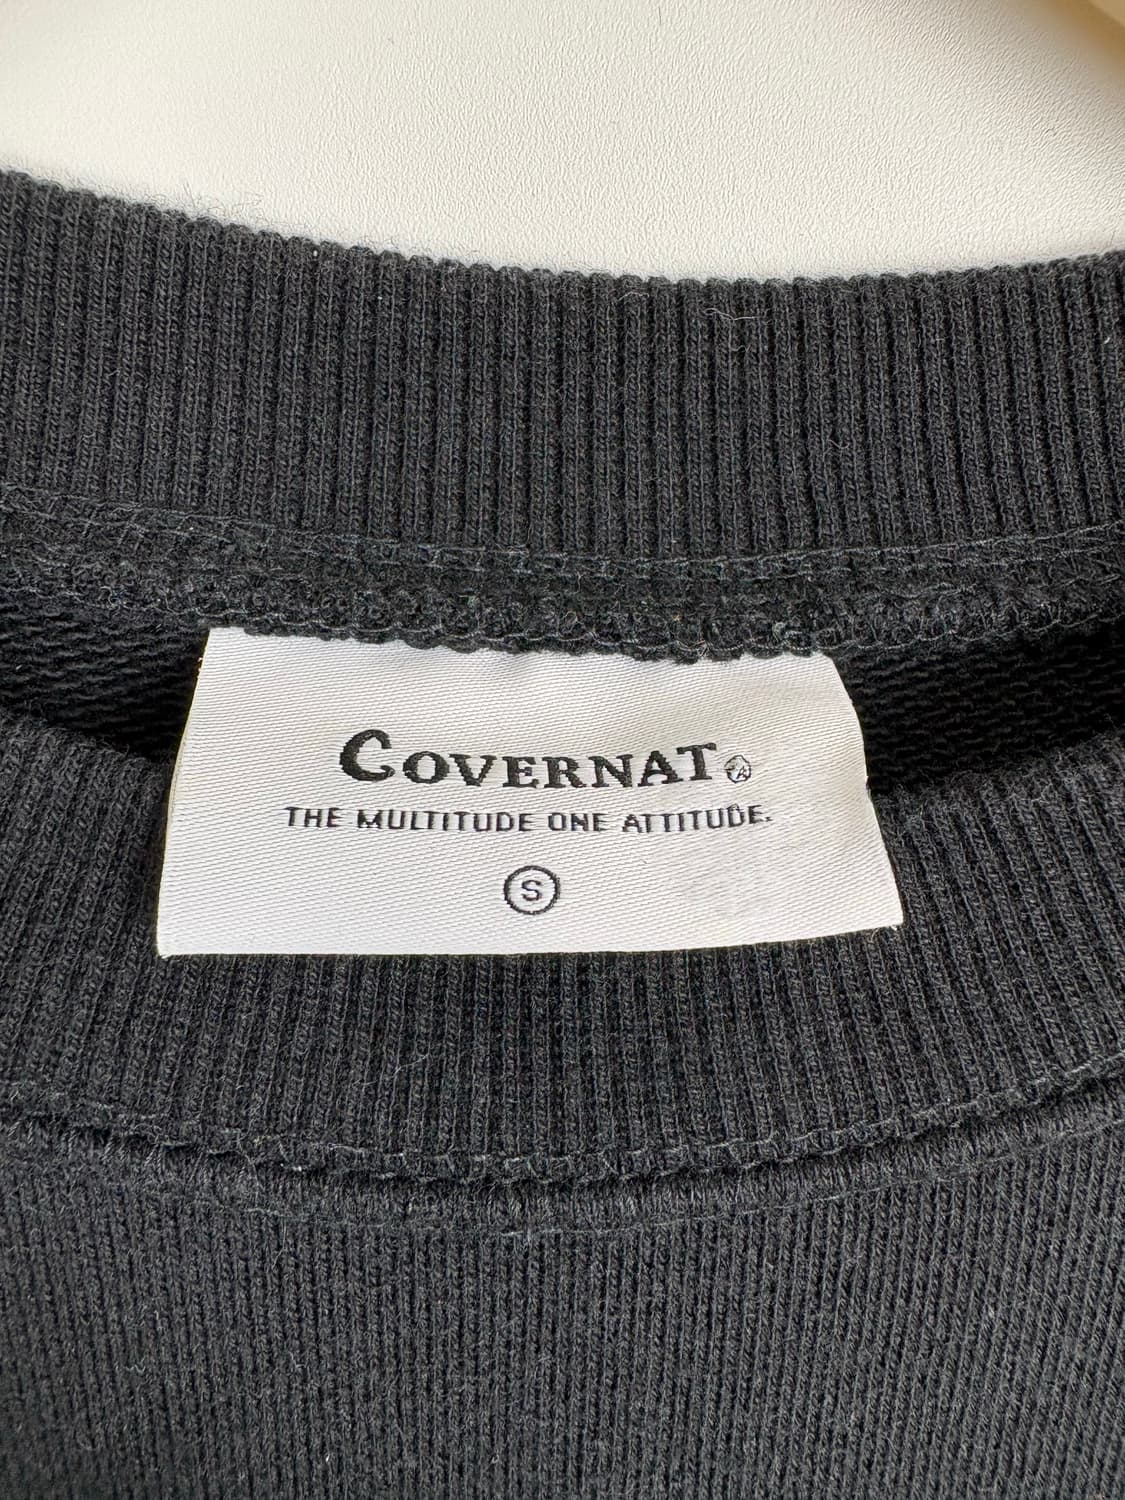 COVERNAT
THE MULTITUDE ONE ATTITUDE.
S